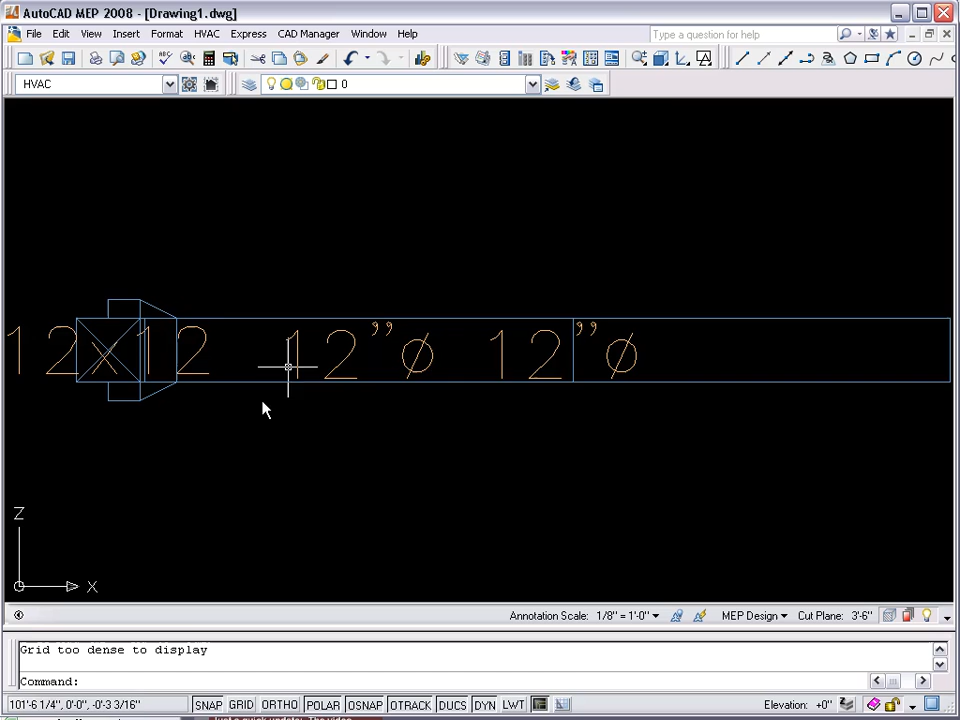 AutoCAD MEP 2008 - [Drawing1.dwg]
File Edit View Insert Format HVAC Express CAD Manager Window Help
Type a question for help
HVAC
0
12x12 12"ø 12"ø
Z
X
Annotation Scale: 1/8" = 1'-0" MEP Design Cut Plane: 3'-6"
Grid too dense to display
Command:
101'-6 1/4", 0'-0", -0'-3 3/16" SNAP GRID ORTHO POLAR OSNAP OTRACK DUCS DYN LWT Elevation: +0"